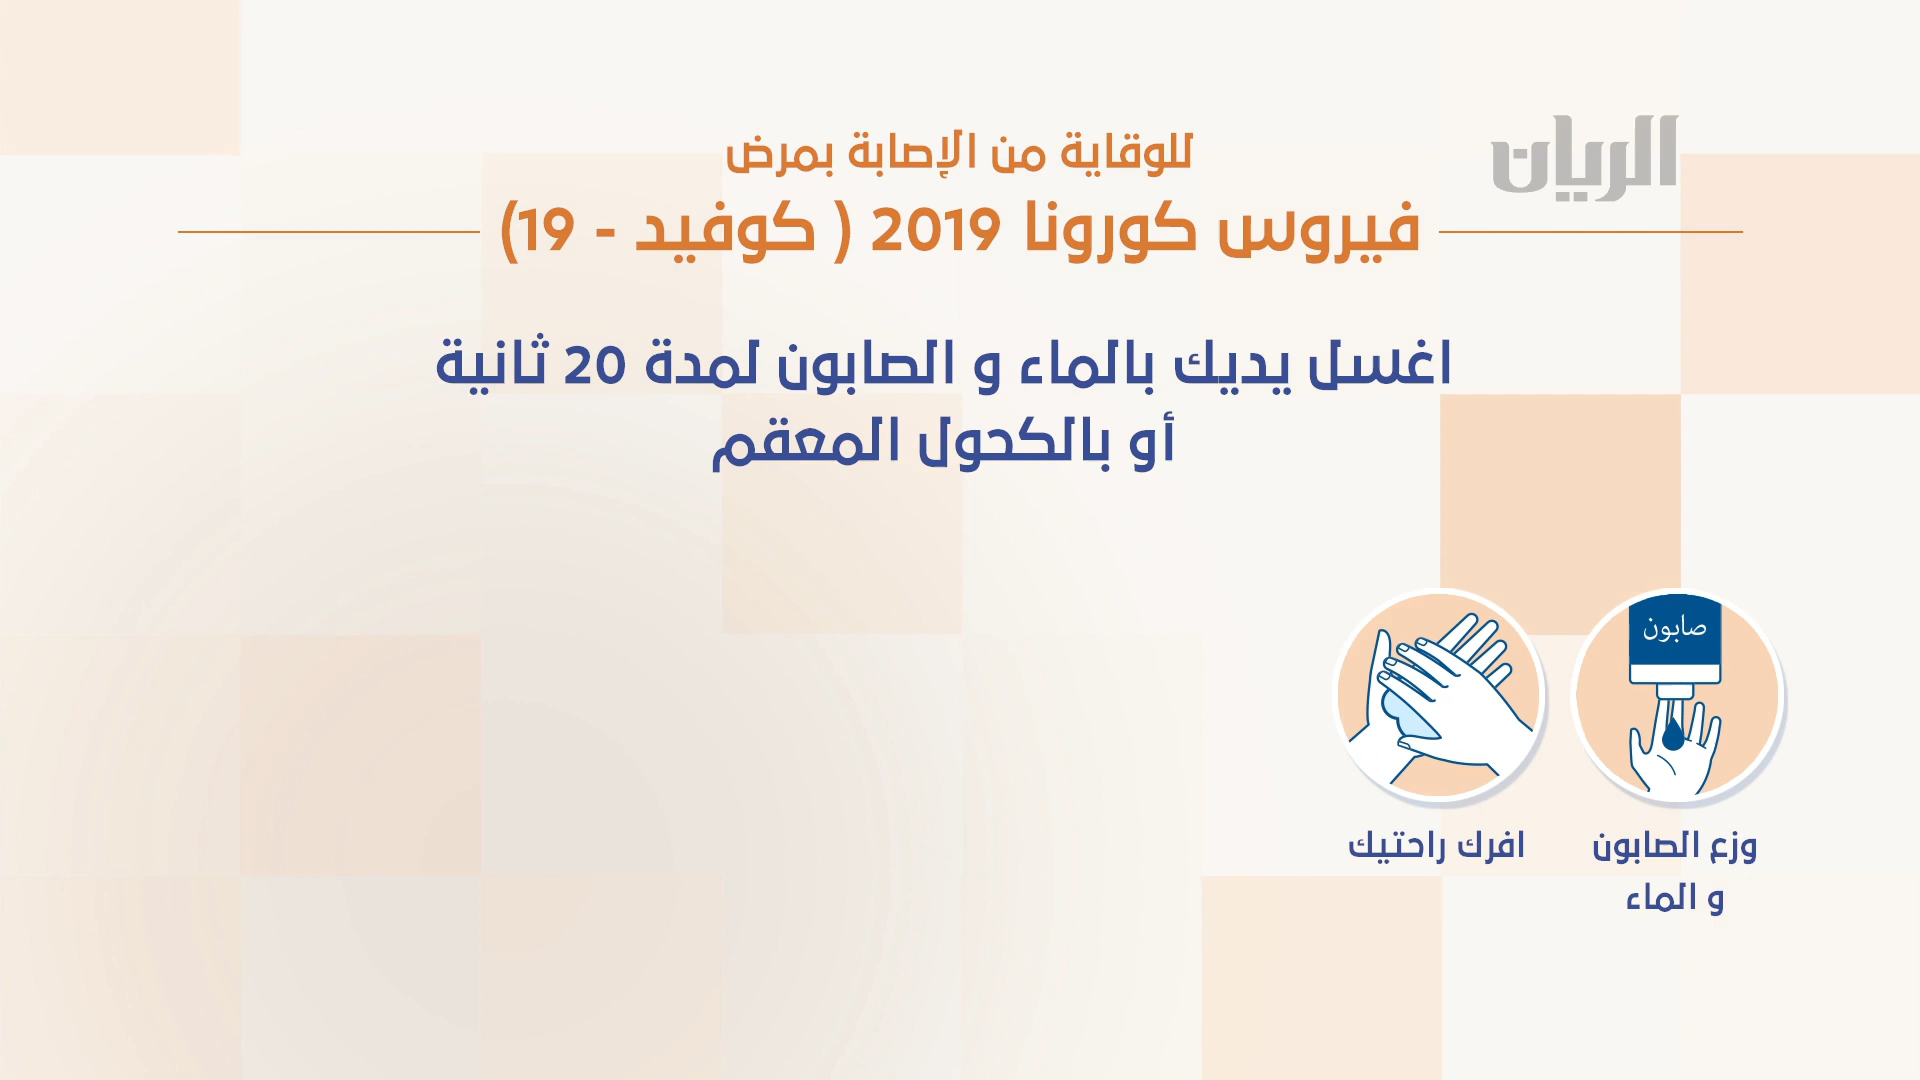 الريان
للوقاية من الإصابة بمرض
فيروس كورونا 2019 ( كوفيد - 19)
اغسل يديك بالماء و الصابون لمدة 20 ثانية
أو بالكحول المعقم
صابون
وزع الصابون
و الماء
افرك راحتيك